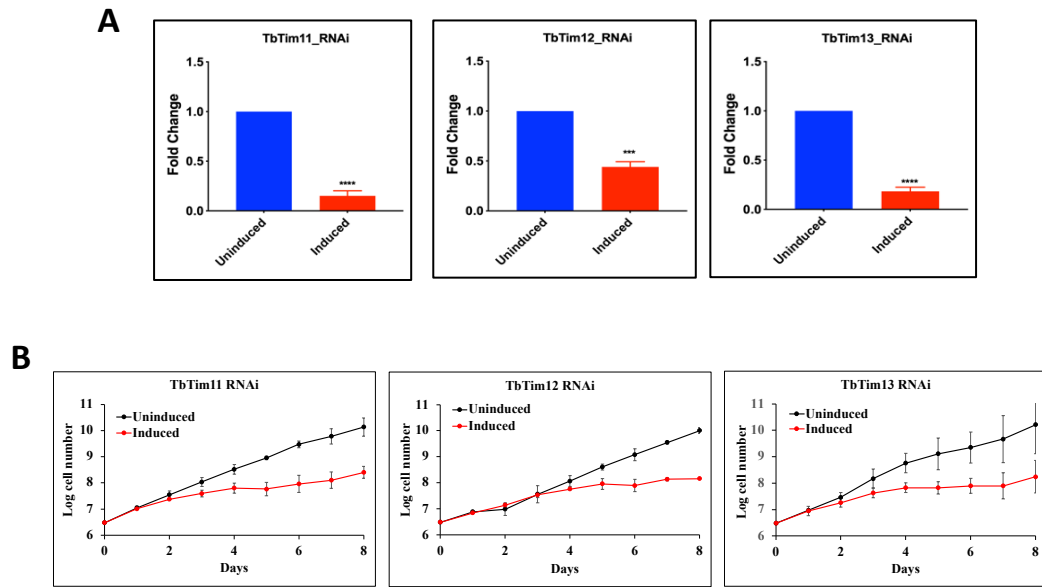 A
TbTim11_RNAi
1.5
1.0
0.5
0.0
Fold Change
****
Uninduced
Induced
TbTim12_RNAi
1.5
1.0
0.5
0.0
Fold Change
***
Uninduced
Induced
TbTim13_RNAi
1.5
1.0
0.5
0.0
Fold Change
****
Uninduced
Induced
B
TbTim11 RNAi
11
10
9
8
7
6
Log cell number
Uninduced
Induced
0 2 4 6 8
Days
TbTim12 RNAi
11
10
9
8
7
6
Log cell number
Uninduced
Induced
0 2 4 6 8
Days
TbTim13 RNAi
11
10
9
8
7
6
Log cell number
Uninduced
Induced
0 2 4 6 8
Days